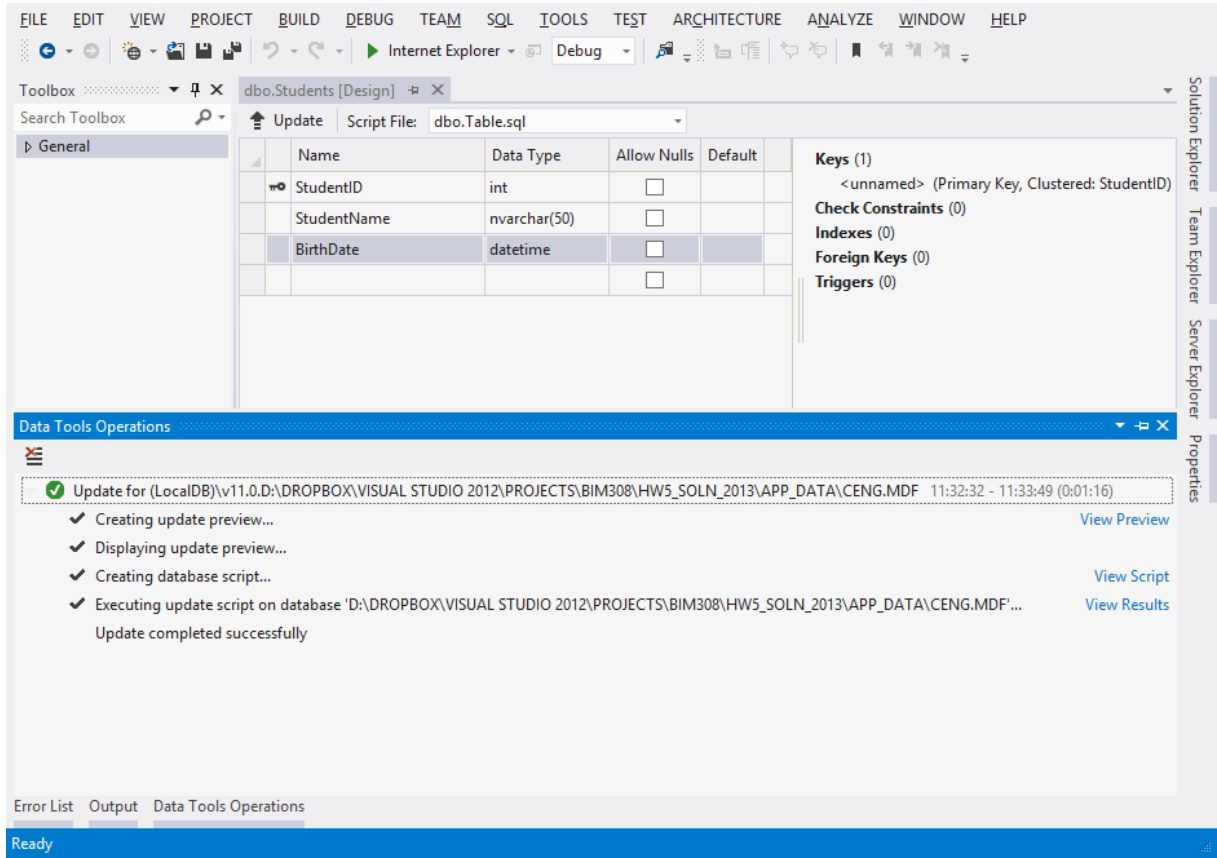 FILE EDIT VIEW PROJECT BUILD DEBUG TEAM SQL TOOLS TEST ARCHITECTURE ANALYZE WINDOW HELP
Internet Explorer Debug
Toolbox
dbo.Students [Design]
Search Toolbox
Update Script File: dbo.Table.sql
General
Name Data Type Allow Nulls Default
StudentID int
StudentName nvarchar(50)
BirthDate datetime
Keys (1)
<unnamed> (Primary Key, Clustered: StudentID)
Check Constraints (0)
Indexes (0)
Foreign Keys (0)
Triggers (0)
Solution Explorer
Team Explorer
Server Explorer
Properties
Data Tools Operations
Update for (LocalDB)\v11.0.D:\DROPBOX\VISUAL STUDIO 2012\PROJECTS\BIM308\HW5_SOLN_2013\APP_DATA\CENG.MDF 11:32:32 - 11:33:49 (0:01:16)
Creating update preview... View Preview
Displaying update preview...
Creating database script... View Script
Executing update script on database 'D:\DROPBOX\VISUAL STUDIO 2012\PROJECTS\BIM308\HW5_SOLN_2013\APP_DATA\CENG.MDF'... View Results
Update completed successfully
Error List Output Data Tools Operations
Ready